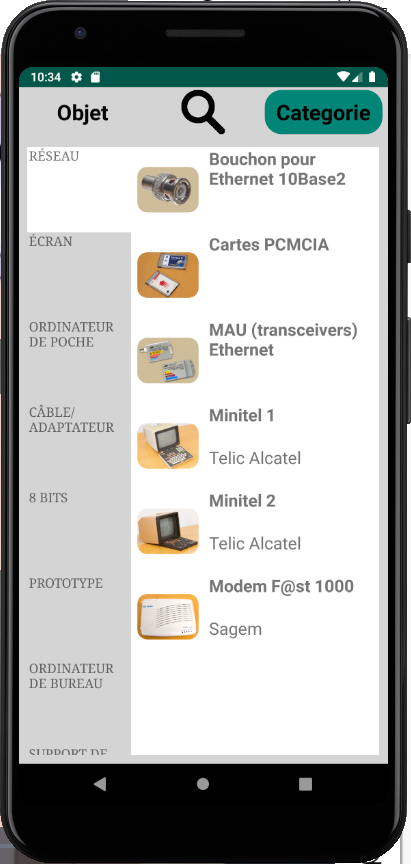 10:34
Objet
Categorie
RÉSEAU
ÉCRAN
ORDINATEUR
DE POCHE
CÂBLE/
ADAPTATEUR
8 BITS
PROTOTYPE
ORDINATEUR
DE BUREAU
SUPPORT DE
Bouchon pour
Ethernet 10Base2
Cartes PCMCIA
MAU (transceivers)
Ethernet
Minitel 1
Telic Alcatel
Minitel 2
Telic Alcatel
Modem F@st 1000
Sagem